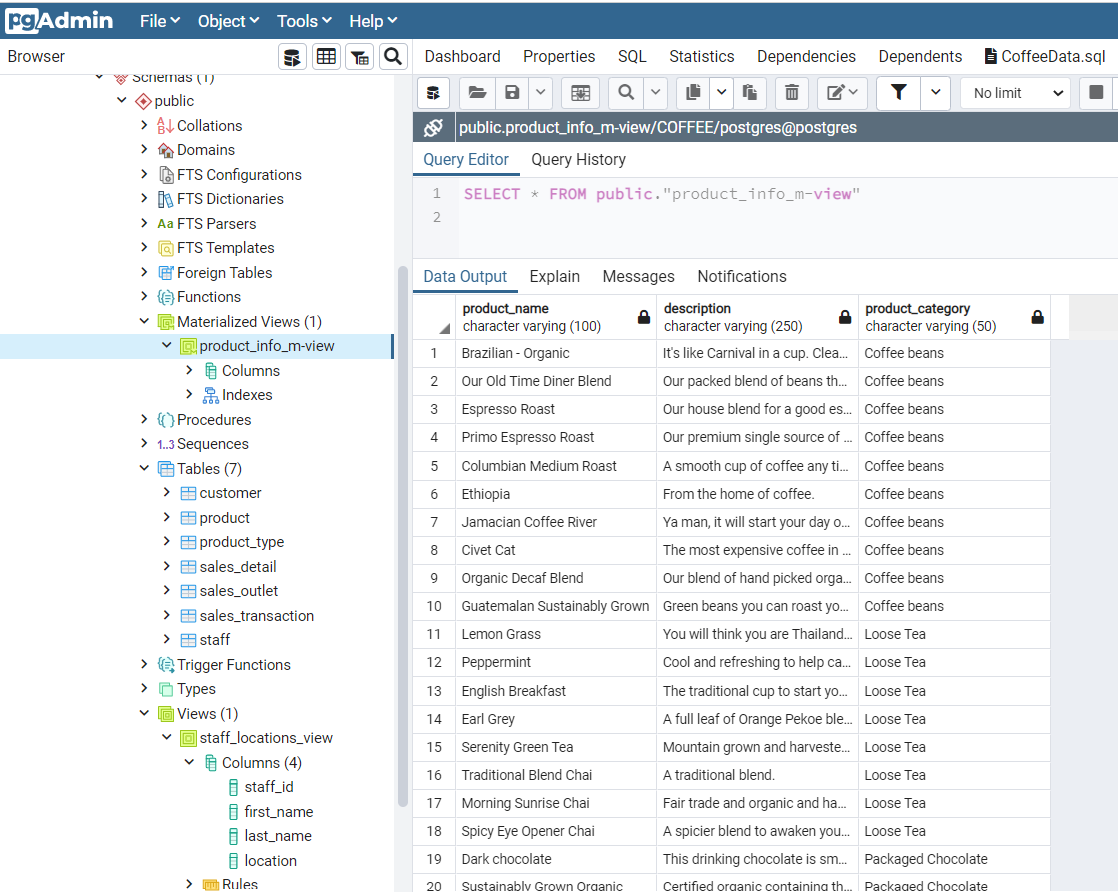 pgAdmin File Object Tools Help
Browser
Schemas (1)
public
Collations
Domains
FTS Configurations
FTS Dictionaries
Aa FTS Parsers
FTS Templates
Foreign Tables
Functions
Materialized Views (1)
product_info_m-view
Columns
Indexes
Procedures
1..3 Sequences
Tables (7)
customer
product
product_type
sales_detail
sales_outlet
sales_transaction
staff
Trigger Functions
Types
Views (1)
staff_locations_view
Columns (4)
staff_id
first_name
last_name
location
Rules
Dashboard Properties SQL Statistics Dependencies Dependents CoffeeData.sql
No limit
public.product_info_m-view/COFFEE/postgres@postgres
Query Editor Query History
1 SELECT * FROM public."product_info_m-view"
2
Data Output Explain Messages Notifications
product_name description product_category
character varying (100) character varying (250) character varying (50)
1 Brazilian - Organic It's like Carnival in a cup. Clea... Coffee beans
2 Our Old Time Diner Blend Our packed blend of beans th... Coffee beans
3 Espresso Roast Our house blend for a good es... Coffee beans
4 Primo Espresso Roast Our premium single source of ... Coffee beans
5 Columbian Medium Roast A smooth cup of coffee any ti... Coffee beans
6 Ethiopia From the home of coffee. Coffee beans
7 Jamacian Coffee River Ya man, it will start your day o... Coffee beans
8 Civet Cat The most expensive coffee in ... Coffee beans
9 Organic Decaf Blend Our blend of hand picked orga... Coffee beans
10 Guatemalan Sustainably Grown Green beans you can roast yo... Coffee beans
11 Lemon Grass You will think you are Thailand... Loose Tea
12 Peppermint Cool and refreshing to help ca... Loose Tea
13 English Breakfast The traditional cup to start yo... Loose Tea
14 Earl Grey A full leaf of Orange Pekoe ble... Loose Tea
15 Serenity Green Tea Mountain grown and harveste... Loose Tea
16 Traditional Blend Chai A traditional blend. Loose Tea
17 Morning Sunrise Chai Fair trade and organic and ha... Loose Tea
18 Spicy Eye Opener Chai A spicier blend to awaken you... Loose Tea
19 Dark chocolate This drinking chocolate is sm... Packaged Chocolate
20 Sustainably Grown Organic Certified organic containing th... Packaged Chocolate